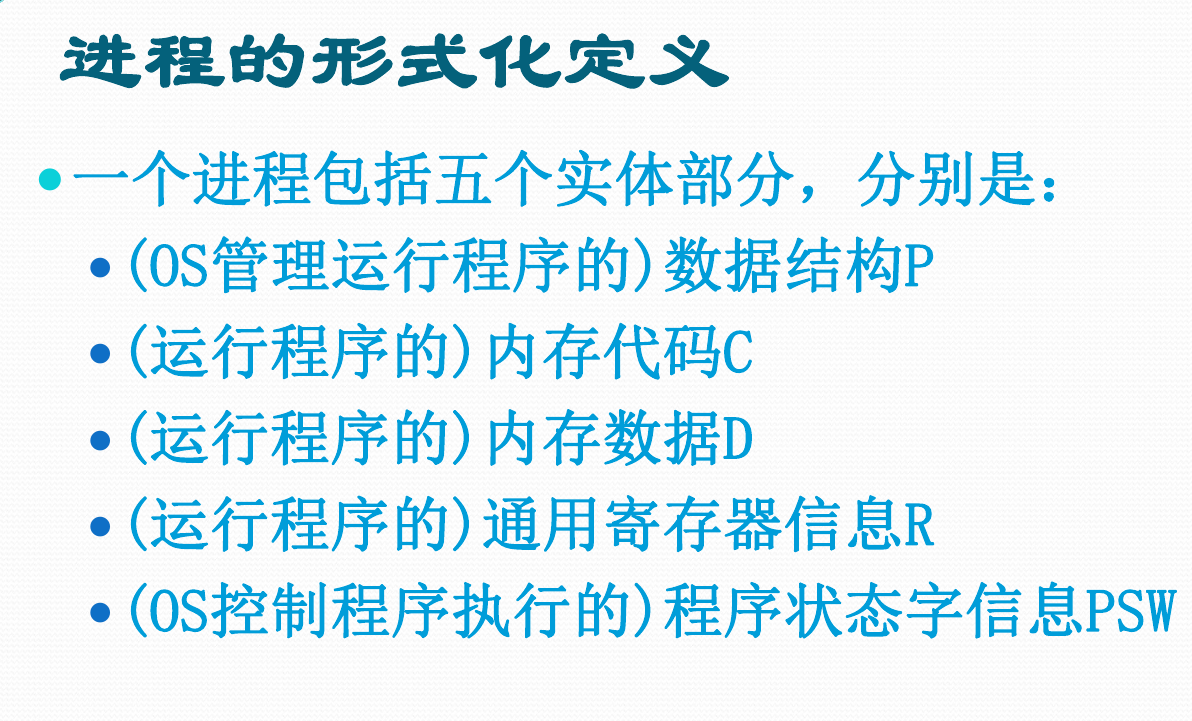 进程的形式化定义
•一个进程包括五个实体部分，分别是：
•(OS管理运行程序的)数据结构P
•(运行程序的)内存代码C
•(运行程序的)内存数据D
•(运行程序的)通用寄存器信息R
•(OS控制程序执行的)程序状态字信息PSW